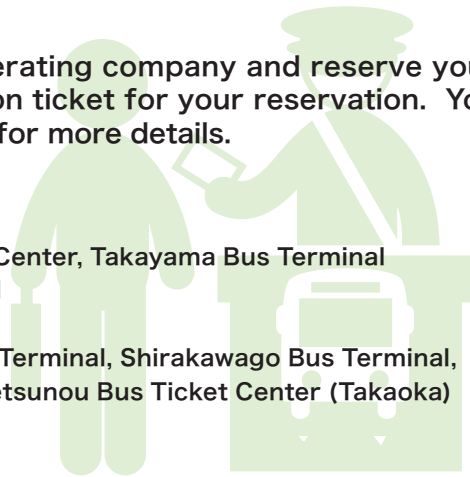 erating company and reserve you
on ticket for your reservation. Yo
for more details.
Center, Takayama Bus Terminal
Terminal, Shirakawago Bus Terminal,
etsunou Bus Ticket Center (Takaoka)